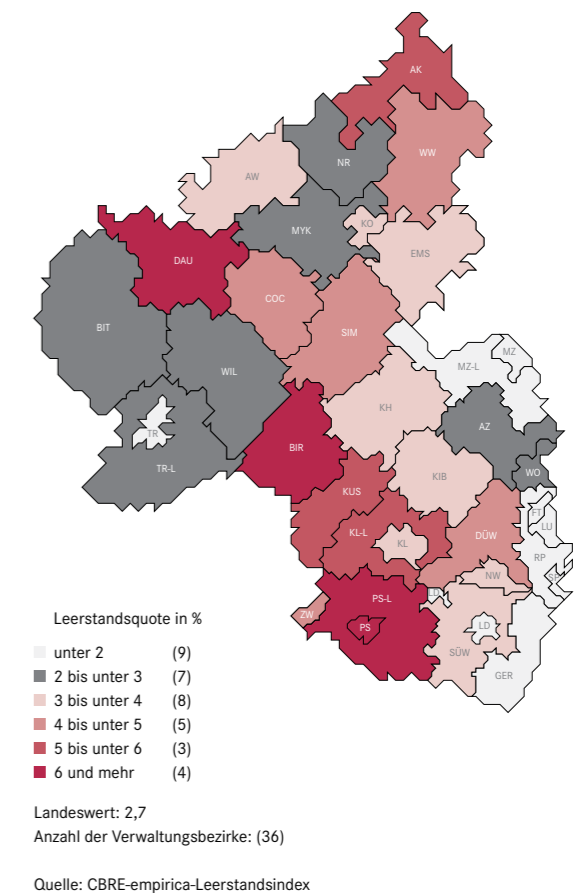 AK
NR
WW
AW
KO
MYK
EMS
DAU
COC
SIM
BIT
WIL
MZ
MZ-L
KH
AZ
TR
BIR
TR-L
KIB
WO
KUS
FT
LU
KL-L
KL
DÜW
RP
NW
SP
PS-L
LD
ZW
PS
LD
SÜW
GER
Leerstandsquote in %
unter 2 (9)
2 bis unter 3 (7)
3 bis unter 4 (8)
4 bis unter 5 (5)
5 bis unter 6 (3)
6 und mehr (4)
Landeswert: 2,7
Anzahl der Verwaltungsbezirke: (36)
Quelle: CBRE-empirica-Leerstandsindex